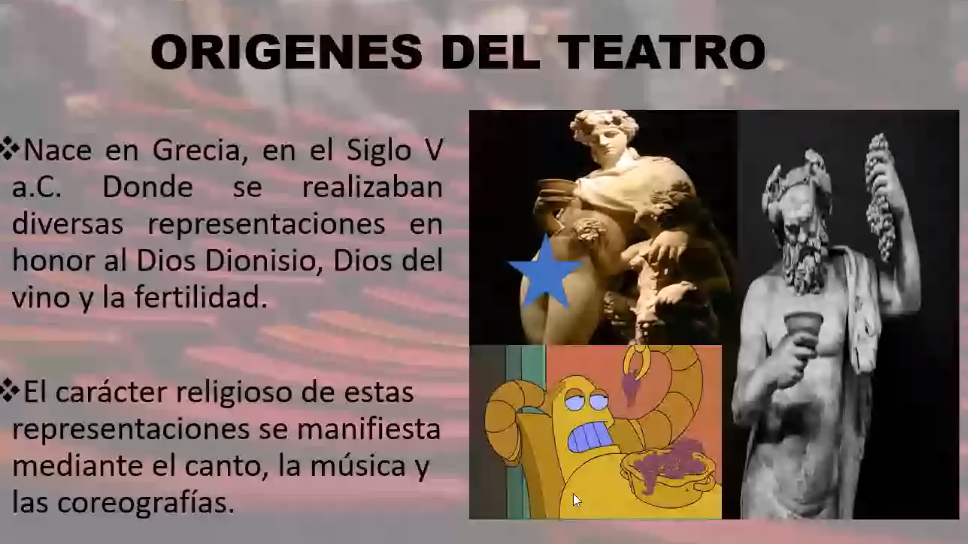 ORIGENES DEL TEATRO
❖Nace en Grecia, en el Siglo V
a.C. Donde se realizaban
diversas representaciones en
honor al Dios Dionisio, Dios del
vino y la fertilidad.
❖El carácter religioso de estas
representaciones se manifiesta
mediante el canto, la música y
las coreografías.